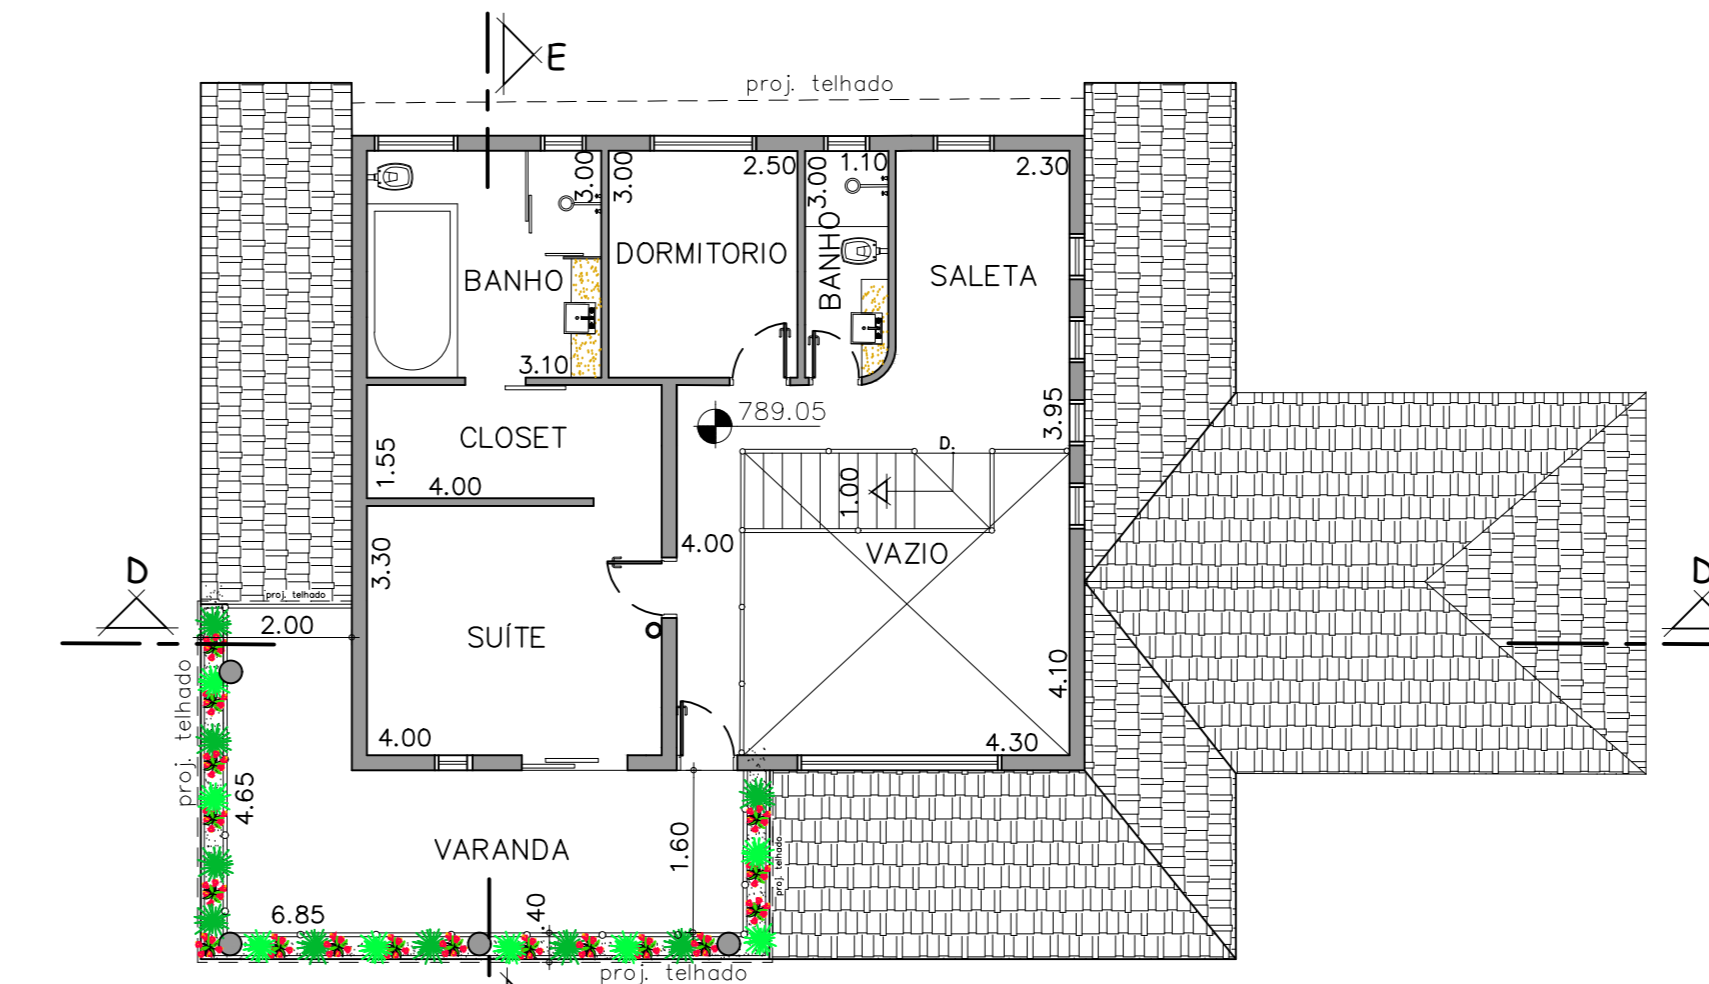 E
proj. telhado
3.00
3.00
2.50
3.00
1.10
2.30
DORMITORIO
BANHO
BANHO
SALETA
3.10
789.05
3.95
CLOSET
1.55
4.00
D.
1.00
4.00
VAZIO
3.30
D
D
proj. telhado
2.00
SUÍTE
proj. telhado
4.10
4.00
4.30
4.65
VARANDA
1.60
proj. telhado
6.85
.40
proj. telhado